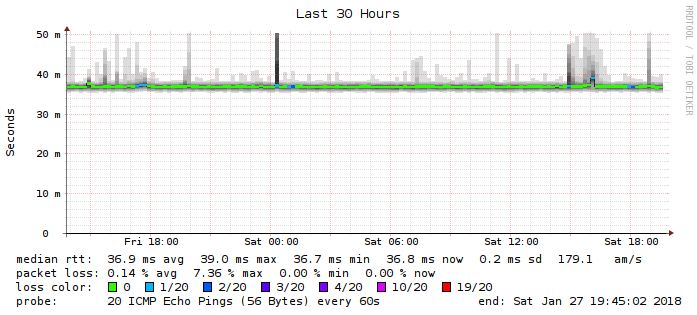 Last 30 Hours
RRDTOOL / TOBI OETIKER
Seconds
50 m
40 m
30 m
20 m
10 m
0
Fri 18:00 Sat 00:00 Sat 06:00 Sat 12:00 Sat 18:00
median rtt: 36.9 ms avg 39.0 ms max 36.7 ms min 36.8 ms now 0.2 ms sd 179.1 am/s
packet loss: 0.14 % avg 7.36 % max 0.00 % min 0.00 % now
loss color: 0 1/20 2/20 3/20 4/20 10/20 19/20
probe: 20 ICMP Echo Pings (56 Bytes) every 60s end: Sat Jan 27 19:45:02 2018